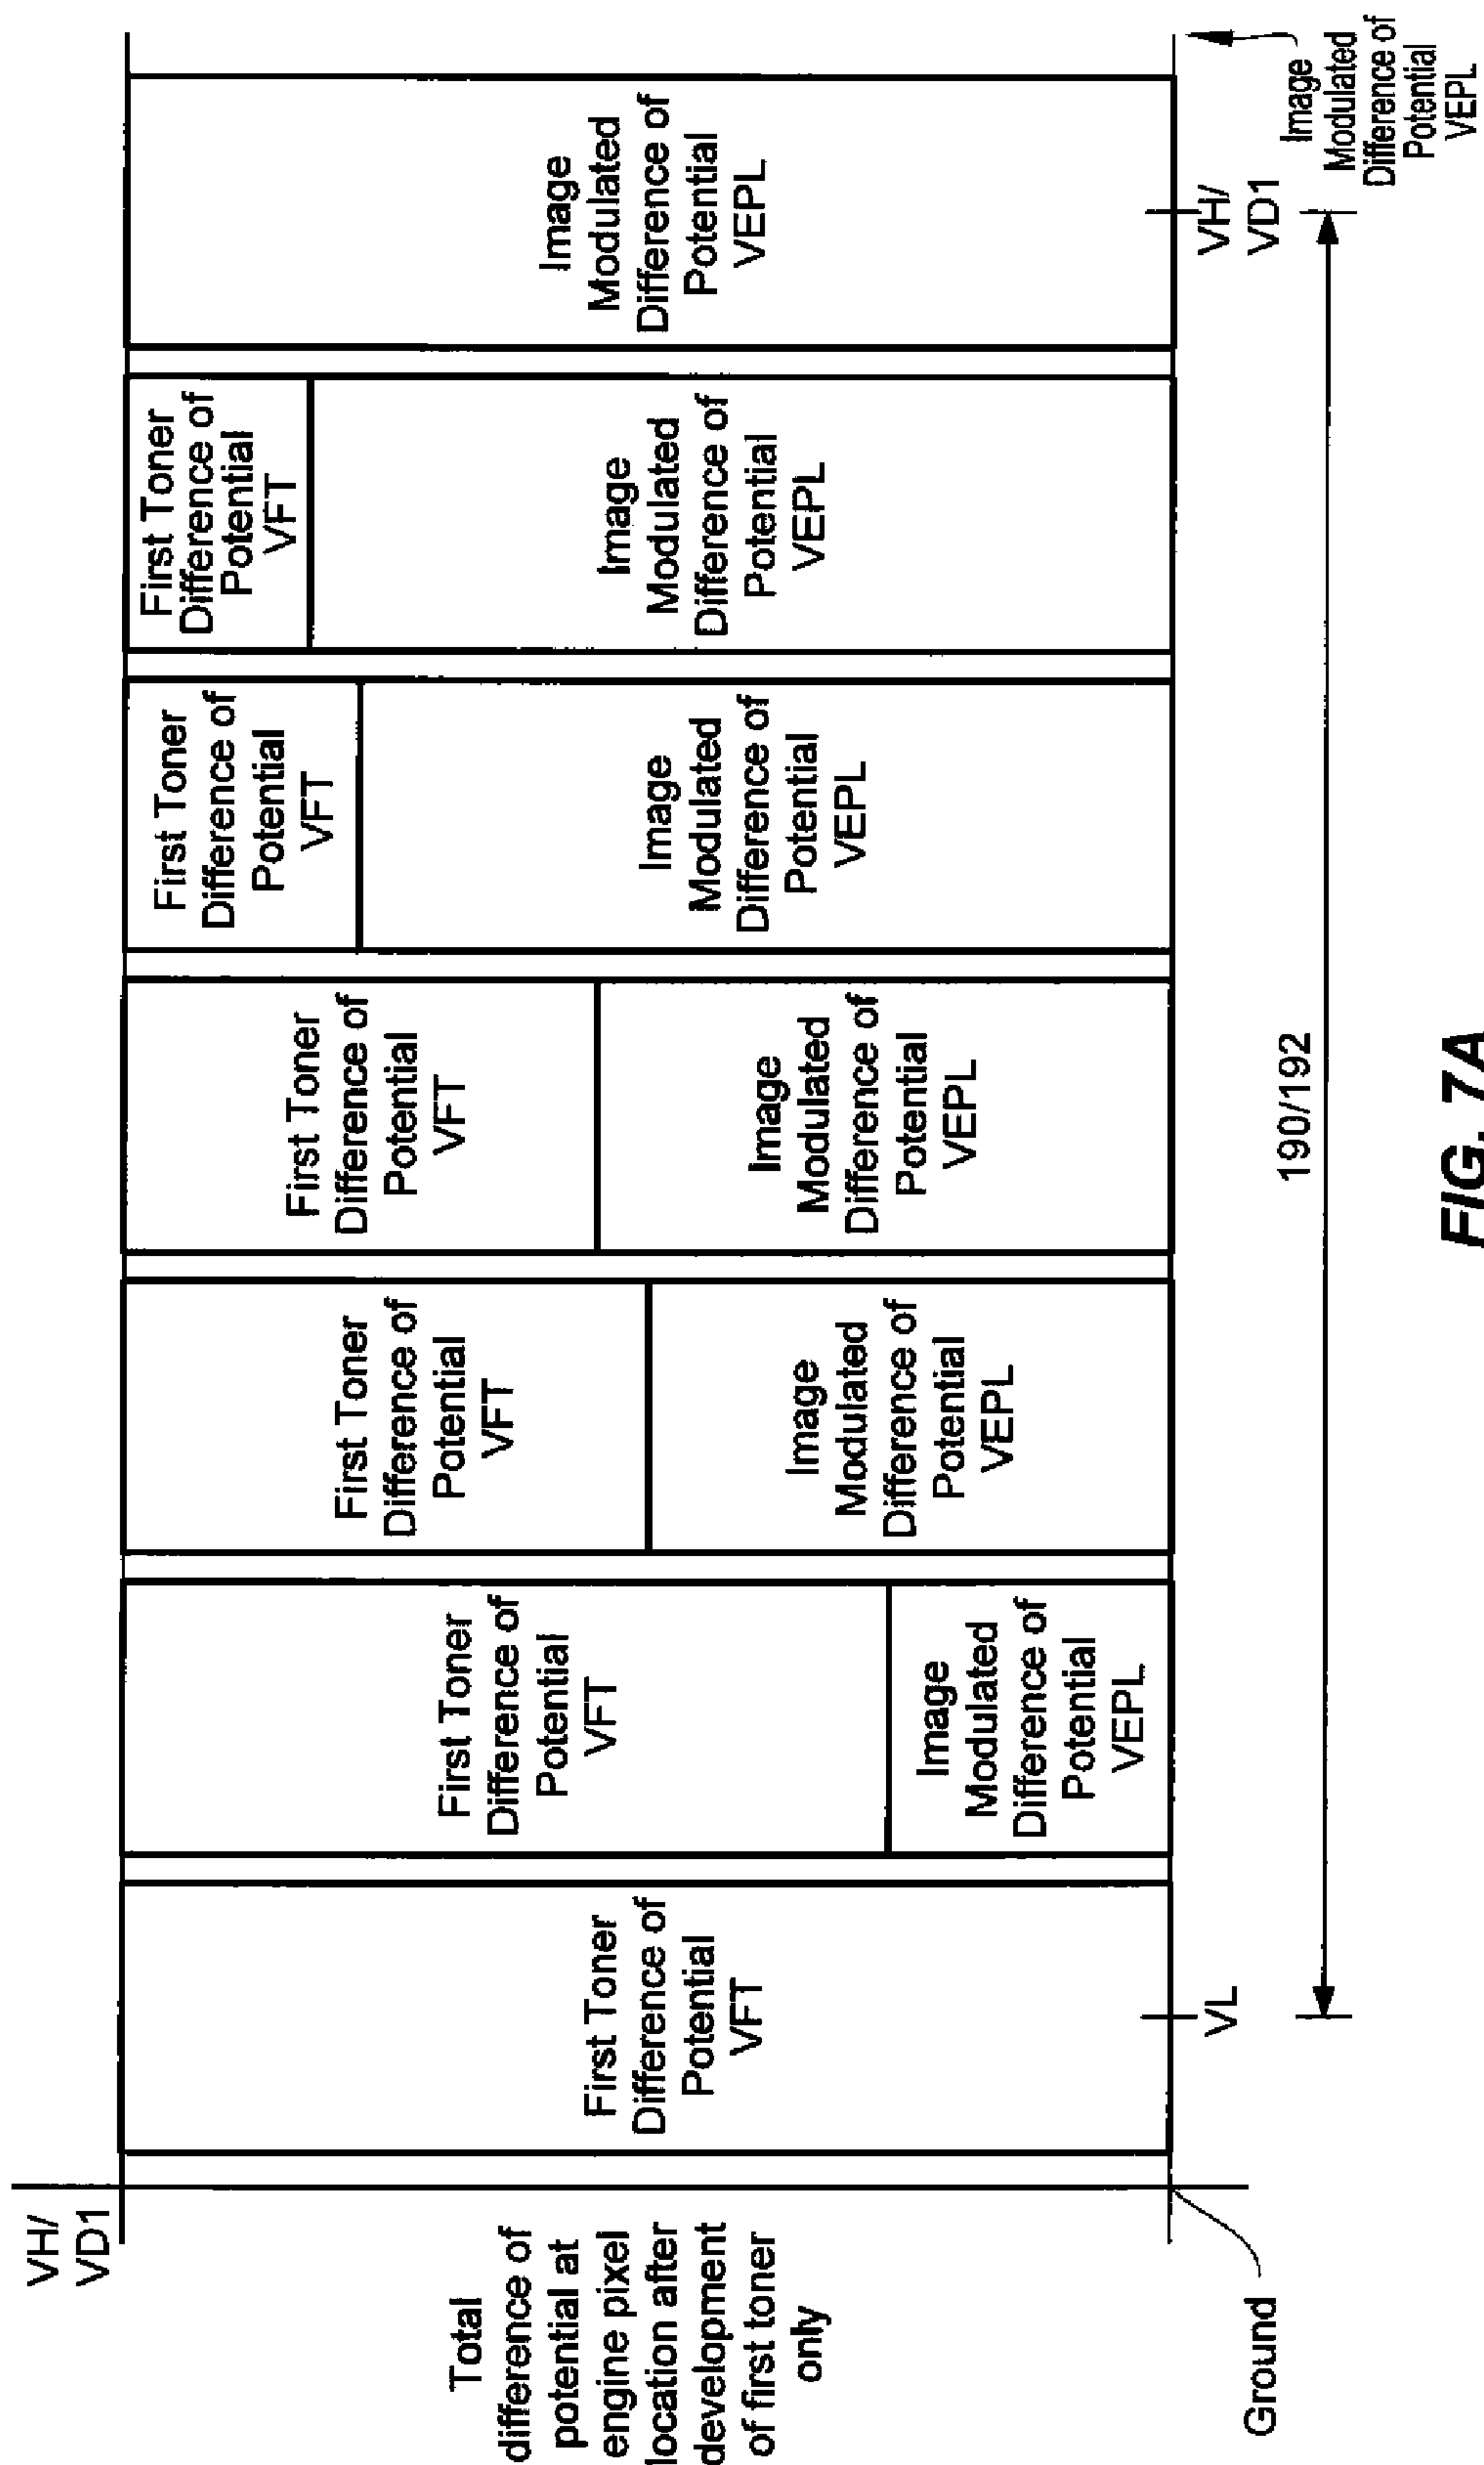 VH/
VD1
Total
difference of
potential at
engine pixel
location after
development
of first toner
only
Ground
First Toner
Difference of
Potential
VFT
First Toner
Difference of
Potential
VFT
Image
Modulated
Difference of
Potential
VEPL
First Toner
Difference of
Potential
VFT
Image
Modulated
Difference of
Potential
VEPL
First Toner
Difference of
Potential
VFT
Image
Modulated
Difference of
Potential
VEPL
First Toner
Difference of
Potential
VFT
Image
Modulated
Difference of
Potential
VEPL
First Toner
Difference of
Potential
VFT
Image
Modulated
Difference of
Potential
VEPL
Image
Modulated
Difference of
Potential
VEPL
VL
190/192
VH/
VD1
Image
Modulated
Difference of
Potential
VEPL
FIG. 7A